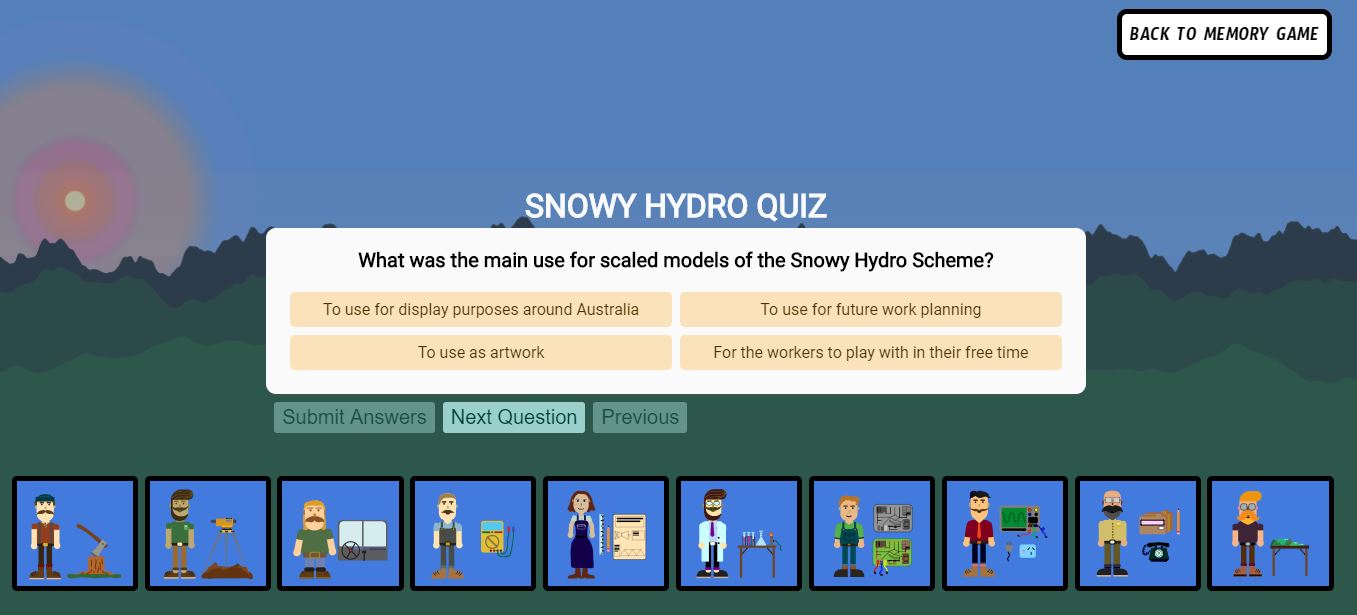 BACK TO MEMORY GAME
SNOWY HYDRO QUIZ
What was the main use for scaled models of the Snowy Hydro Scheme?
To use for display purposes around Australia
To use for future work planning
To use as artwork
For the workers to play with in their free time
Submit Answers
Next Question
Previous